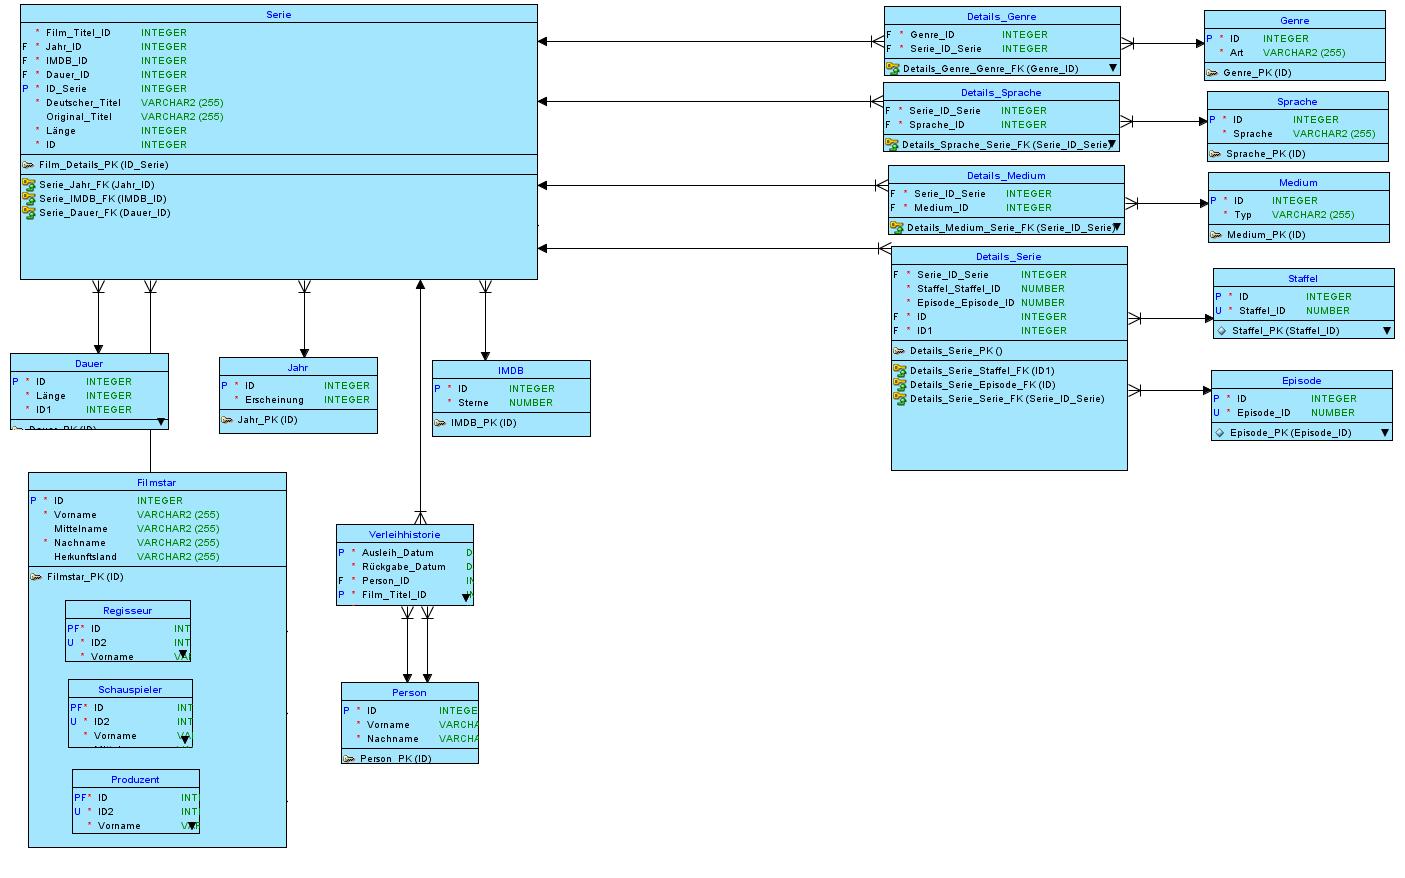 Serie
* Film_Titel_ID INTEGER
F * Jahr_ID INTEGER
F * IMDB_ID INTEGER
F * Dauer_ID INTEGER
P * ID_Serie INTEGER
* Deutscher_Titel VARCHAR2 (255)
Original_Titel VARCHAR2 (255)
* Länge INTEGER
* ID INTEGER
Film_Details_PK (ID_Serie)
Serie_Jahr_FK (Jahr_ID)
Serie_IMDB_FK (IMDB_ID)
Serie_Dauer_FK (Dauer_ID)
Details_Genre
F * Genre_ID INTEGER
F * Serie_ID_Serie INTEGER
Details_Genre_Genre_FK (Genre_ID)
Genre
P * ID INTEGER
* Art VARCHAR2 (255)
Genre_PK (ID)
Details_Sprache
F * Serie_ID_Serie INTEGER
F * Sprache_ID INTEGER
Details_Sprache_Serie_FK (Serie_ID_Serie)
Sprache
P * ID INTEGER
* Sprache VARCHAR2 (255)
Sprache_PK (ID)
Details_Medium
F * Serie_ID_Serie INTEGER
F * Medium_ID INTEGER
Details_Medium_Serie_FK (Serie_ID_Serie)
Medium
P * ID INTEGER
* Typ VARCHAR2 (255)
Medium_PK (ID)
Details_Serie
F * Serie_ID_Serie INTEGER
* Staffel_Staffel_ID NUMBER
* Episode_Episode_ID NUMBER
F * ID INTEGER
F * ID1 INTEGER
Details_Serie_PK ()
Details_Serie_Staffel_FK (ID1)
Details_Serie_Episode_FK (ID)
Details_Serie_Serie_FK (Serie_ID_Serie)
Staffel
P * ID INTEGER
U * Staffel_ID NUMBER
Staffel_PK (Staffel_ID)
Episode
P * ID INTEGER
U * Episode_ID NUMBER
Episode_PK (Episode_ID)
Dauer
P * ID INTEGER
* Länge INTEGER
* ID1 INTEGER
Dauer_PK (ID)
Jahr
P * ID INTEGER
* Erscheinung INTEGER
Jahr_PK (ID)
IMDB
P * ID INTEGER
* Sterne NUMBER
IMDB_PK (ID)
Filmstar
P * ID INTEGER
* Vorname VARCHAR2 (255)
Mittelname VARCHAR2 (255)
* Nachname VARCHAR2 (255)
Herkunftsland VARCHAR2 (255)
Filmstar_PK (ID)
Regisseur
PF * ID INT
U * ID2 INT
* Vorname
Schauspieler
PF * ID INT
U * ID2 INT
* Vorname
Produzent
PF * ID INT
U * ID2 INT
* Vorname
Verleihhistorie
P * Ausleih_Datum D
* Rückgabe_Datum D
F * Person_ID IN
P * Film_Titel_ID
Person
P * ID INTEGE
* Vorname VARCHA
* Nachname VARCHA
Person_PK (ID)